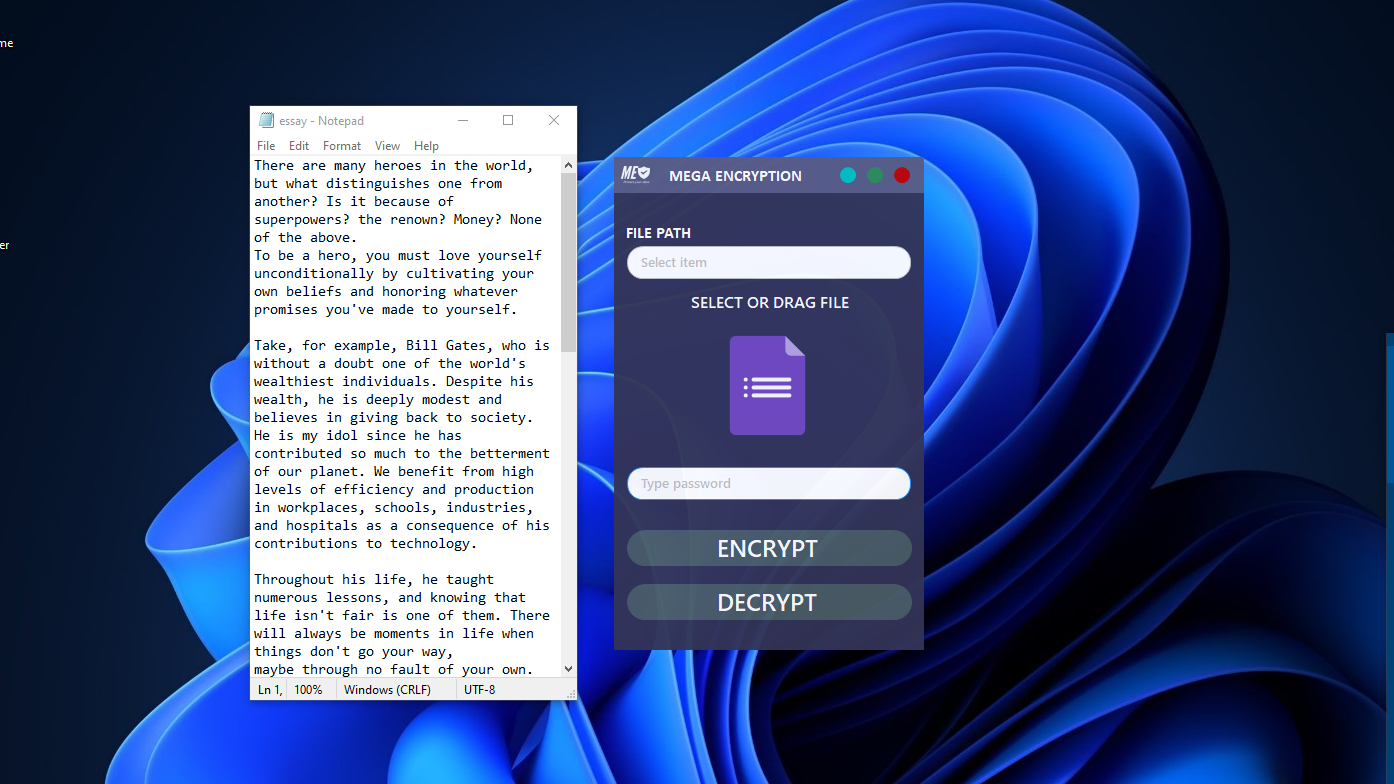 me
er
essay - Notepad
File Edit Format View Help
There are many heroes in the world,
but what distinguishes one from
another? Is it because of
superpowers? the renown? Money? None
of the above.
To be a hero, you must love yourself
unconditionally by cultivating your
own beliefs and honoring whatever
promises you've made to yourself.
Take, for example, Bill Gates, who is
without a doubt one of the world's
wealthiest individuals. Despite his
wealth, he is deeply modest and
believes in giving back to society.
He is my idol since he has
contributed so much to the betterment
of our planet. We benefit from high
levels of efficiency and production
in workplaces, schools, industries,
and hospitals as a consequence of his
contributions to technology.
Throughout his life, he taught
numerous lessons, and knowing that
life isn't fair is one of them. There
will always be moments in life when
things don't go your way,
maybe through no fault of your own.
Ln 1, 100% Windows (CRLF) UTF-8
ME
MEGA ENCRYPTION
FILE PATH
Select item
SELECT OR DRAG FILE
Type password
ENCRYPT
DECRYPT